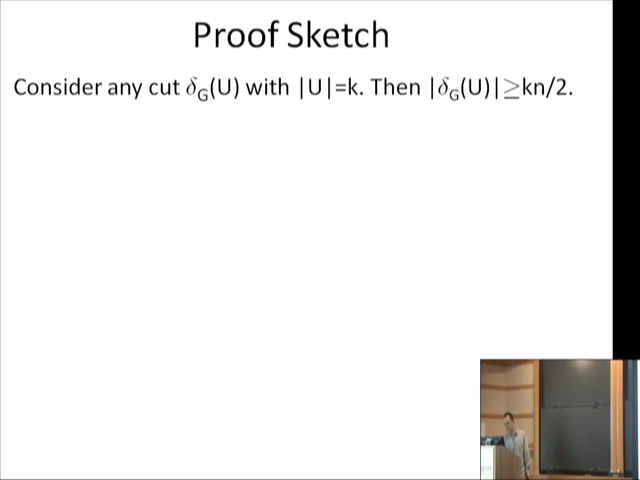 Proof Sketch
Consider any cut δG(U) with |U|=k. Then |δG(U)|≥kn/2.